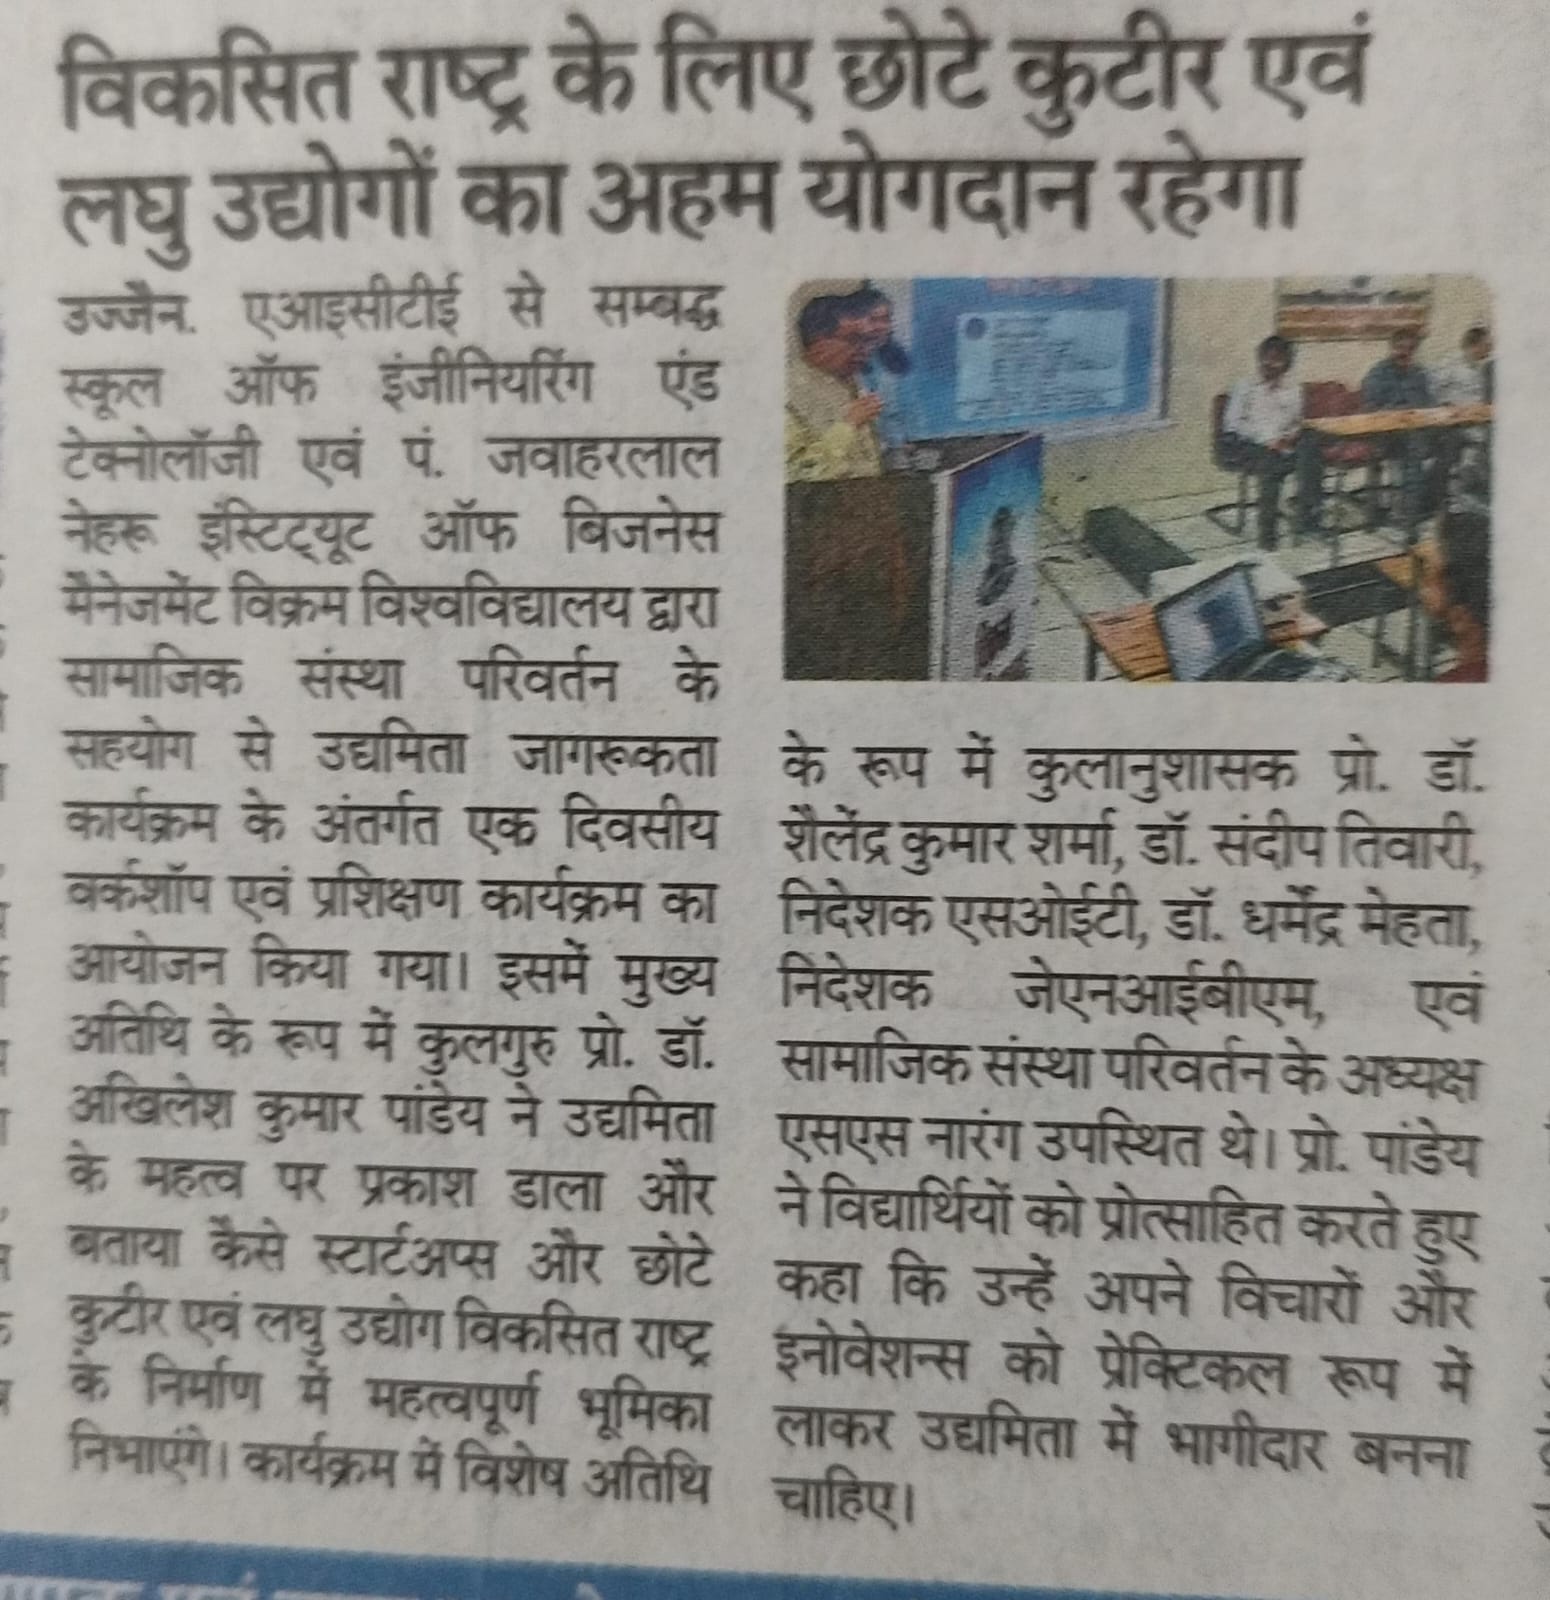 विकसित राष्ट्र के लिए छोटे कुटीर एवं
लघु उद्योगों का अहम योगदान रहेगा
उज्जैन. एआइसीटीई से सम्बद्ध
स्कूल ऑफ इंजीनियरिंग एंड
टेक्नोलॉजी एवं पं. जवाहरलाल
नेहरू इंस्टिट्यूट ऑफ बिजनेस
मैनेजमेंट विक्रम विश्वविद्यालय द्वारा
सामाजिक संस्था परिवर्तन के
सहयोग से उद्यमिता जागरूकता
कार्यक्रम के अंतर्गत एक दिवसीय
वर्कशॉप एवं प्रशिक्षण कार्यक्रम का
आयोजन किया गया। इसमें मुख्य
अतिथि के रूप में कुलगुरु प्रो. डॉ.
अखिलेश कुमार पांडेय ने उद्यमिता
के महत्व पर प्रकाश डाला और
बताया कैसे स्टार्टअप्स और छोटे
कुटीर एवं लघु उद्योग विकसित राष्ट्र
के निर्माण में महत्वपूर्ण भूमिका
निभाएंगे। कार्यक्रम में विशेष अतिथि
के रूप में कुलानुशासक प्रो. डॉ.
शैलेंद्र कुमार शर्मा, डॉ. संदीप तिवारी,
निदेशक एसओईटी, डॉ. धर्मेंद्र मेहता,
निदेशक जेएनआईबीएम, एवं
सामाजिक संस्था परिवर्तन के अध्यक्ष
एसएस नारंग उपस्थित थे। प्रो. पांडेय
ने विद्यार्थियों को प्रोत्साहित करते हुए
कहा कि उन्हें अपने विचारों और
इनोवेशन्स को प्रेक्टिकल रूप में
लाकर उद्यमिता में भागीदार बनना
चाहिए।